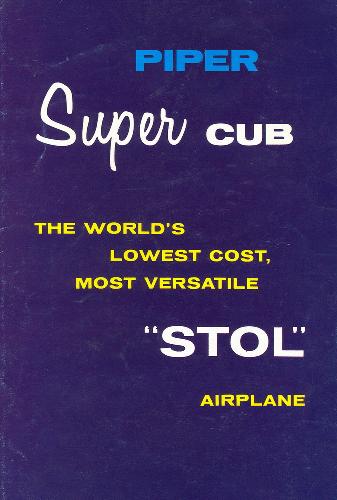 PIPER
Super CUB
THE WORLD'S
LOWEST COST,
MOST VERSATILE
"STOL"
AIRPLANE